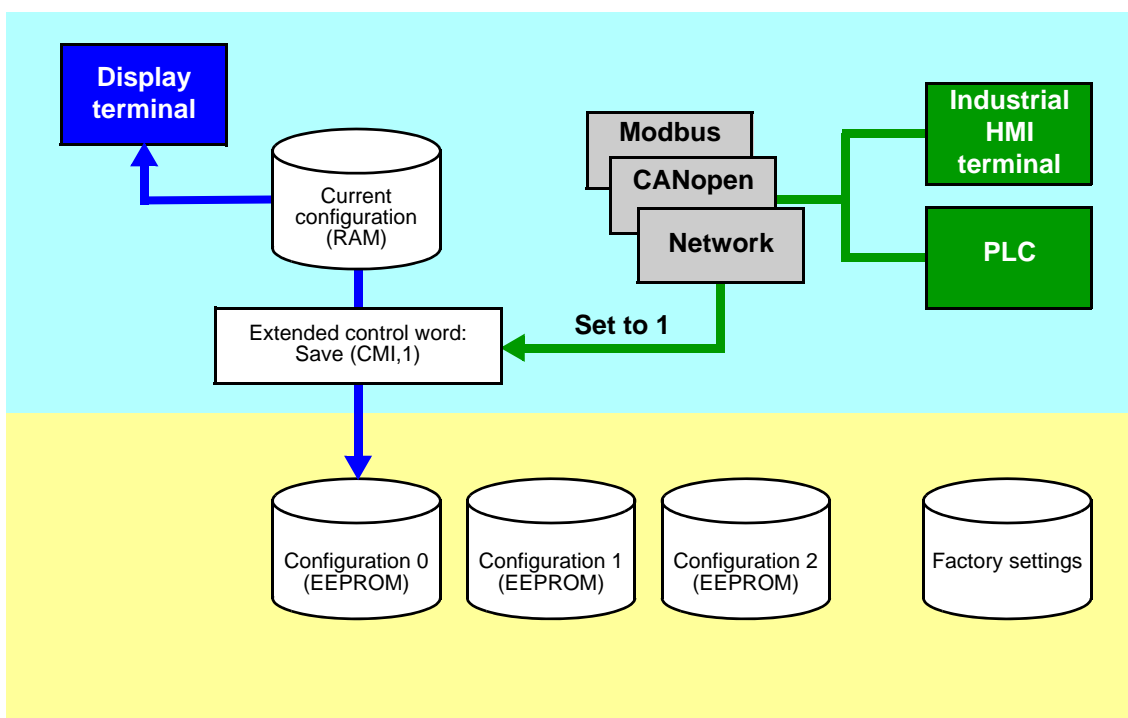 Display
terminal
Industrial
HMI
terminal
Modbus
CANopen
Network
Current
configuration
(RAM)
PLC
Extended control word:
Save (CMI,1)
Set to 1
Configuration 0
(EEPROM)
Configuration 1
(EEPROM)
Configuration 2
(EEPROM)
Factory settings